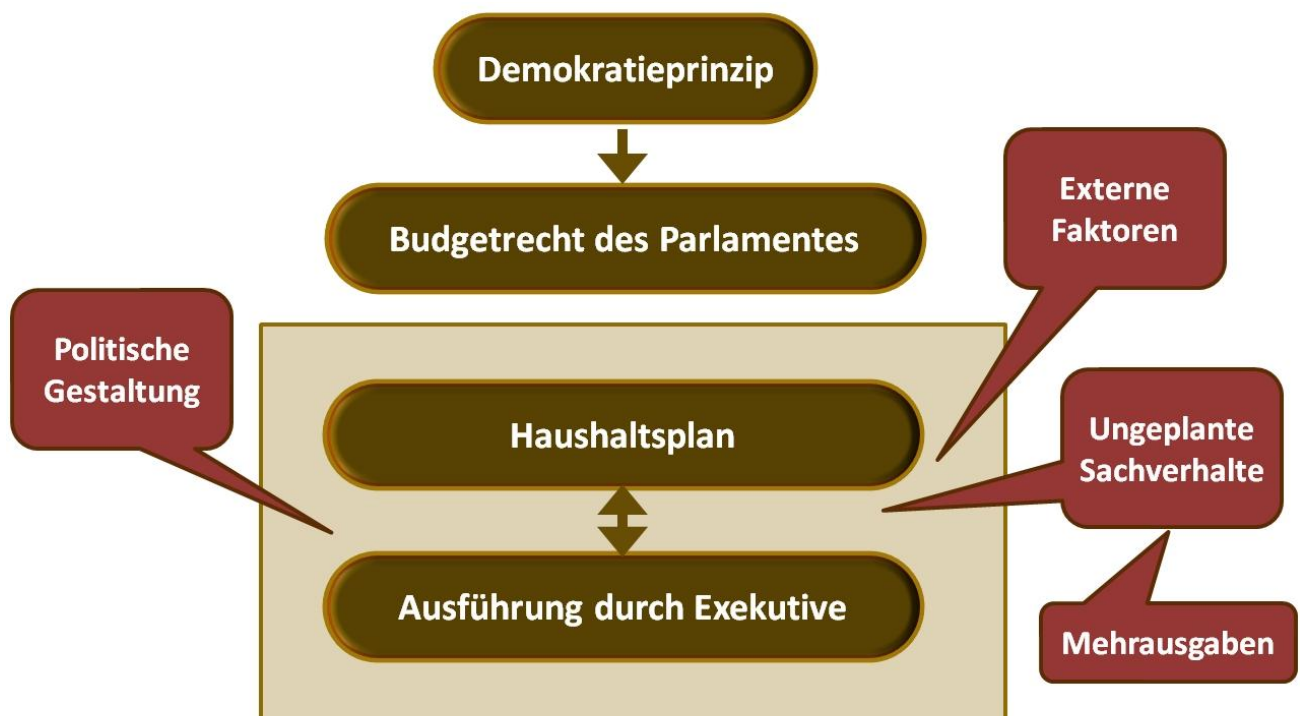 Demokratieprinzip
Budgetrecht des Parlamentes
Externe
Faktoren
Politische
Gestaltung
Haushaltsplan
Ungeplante
Sachverhalte
Ausführung durch Exekutive
Mehrausgaben